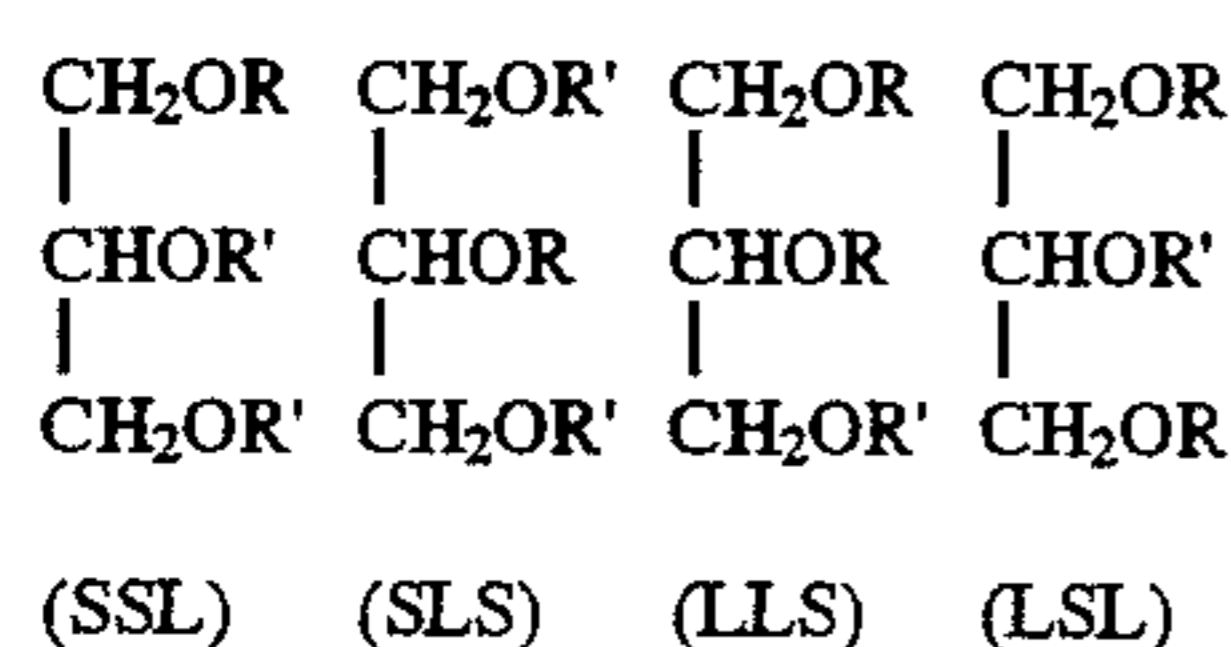 CH₂OR CH₂OR' CH₂OR CH₂OR
CHOR' CHOR CHOR CHOR'
CH₂OR' CH₂OR' CH₂OR' CH₂OR
(SSL) (SLS) (LLS) (LSL)